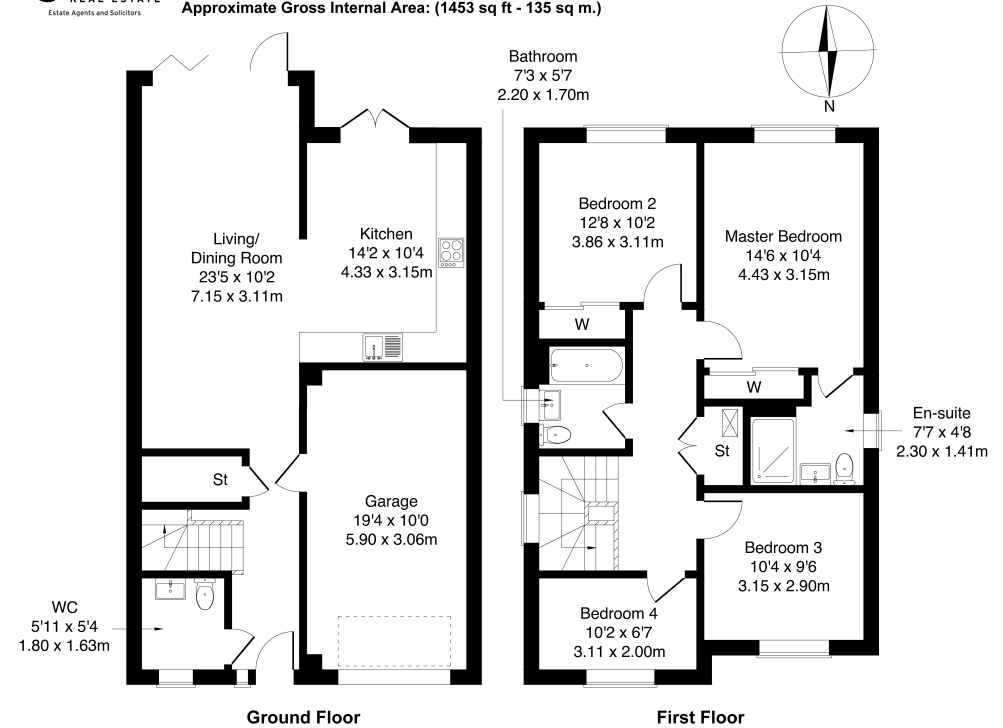 REAL ESTATE
Estate Agents and Solicitors
Approximate Gross Internal Area: (1453 sq ft - 135 sq m.)
N
Bathroom
7'3 x 5'7
2.20 x 1.70m
Living/
Dining Room
23'5 x 10'2
7.15 x 3.11m
Kitchen
14'2 x 10'4
4.33 x 3.15m
Bedroom 2
12'8 x 10'2
3.86 x 3.11m
Master Bedroom
14'6 x 10'4
4.43 x 3.15m
W
W
St
St
En-suite
7'7 x 4'8
2.30 x 1.41m
Garage
19'4 x 10'0
5.90 x 3.06m
Bedroom 3
10'4 x 9'6
3.15 x 2.90m
WC
5'11 x 5'4
1.80 x 1.63m
Bedroom 4
10'2 x 6'7
3.11 x 2.00m
Ground Floor
First Floor